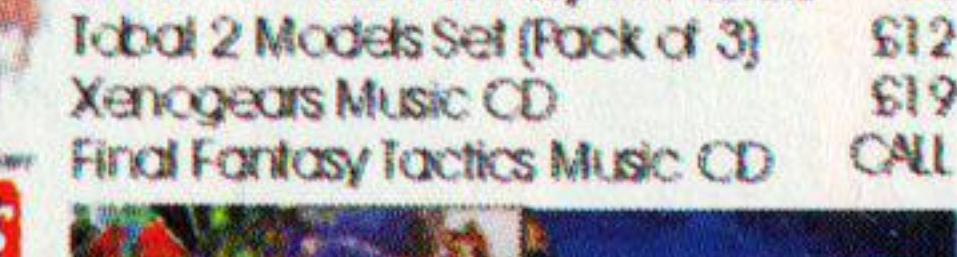 Tobal 2 Models Set (Pack of 3) £12
Xenogears Music CD £19
Final Fantasy Tactics Music CD CALL
S